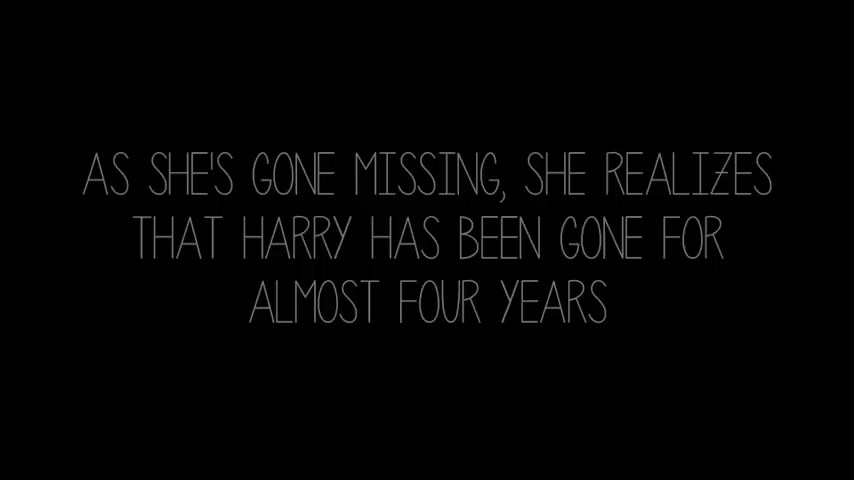 AS SHE'S GONE MISSING, SHE REALIZES
THAT HARRY HAS BEEN GONE FOR
ALMOST FOUR YEARS